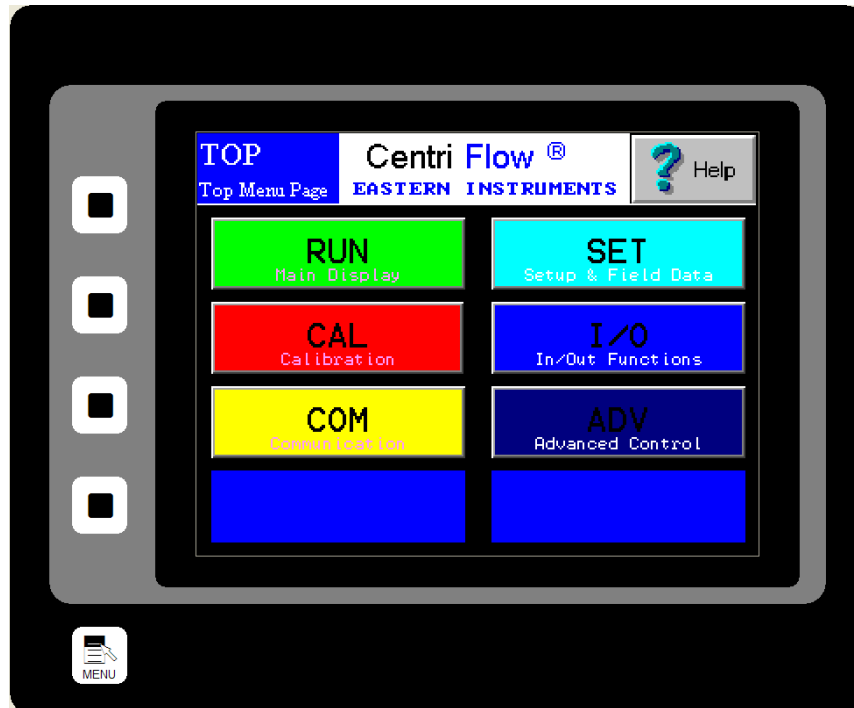 TOP
Top Menu Page
Centri Flow ®
EASTERN INSTRUMENTS
Help
RUN
Main Display
SET
Setup & Field Data
CAL
Calibration
I/O
In/Out Functions
COM
Communication
ADV
Advanced Control
MENU